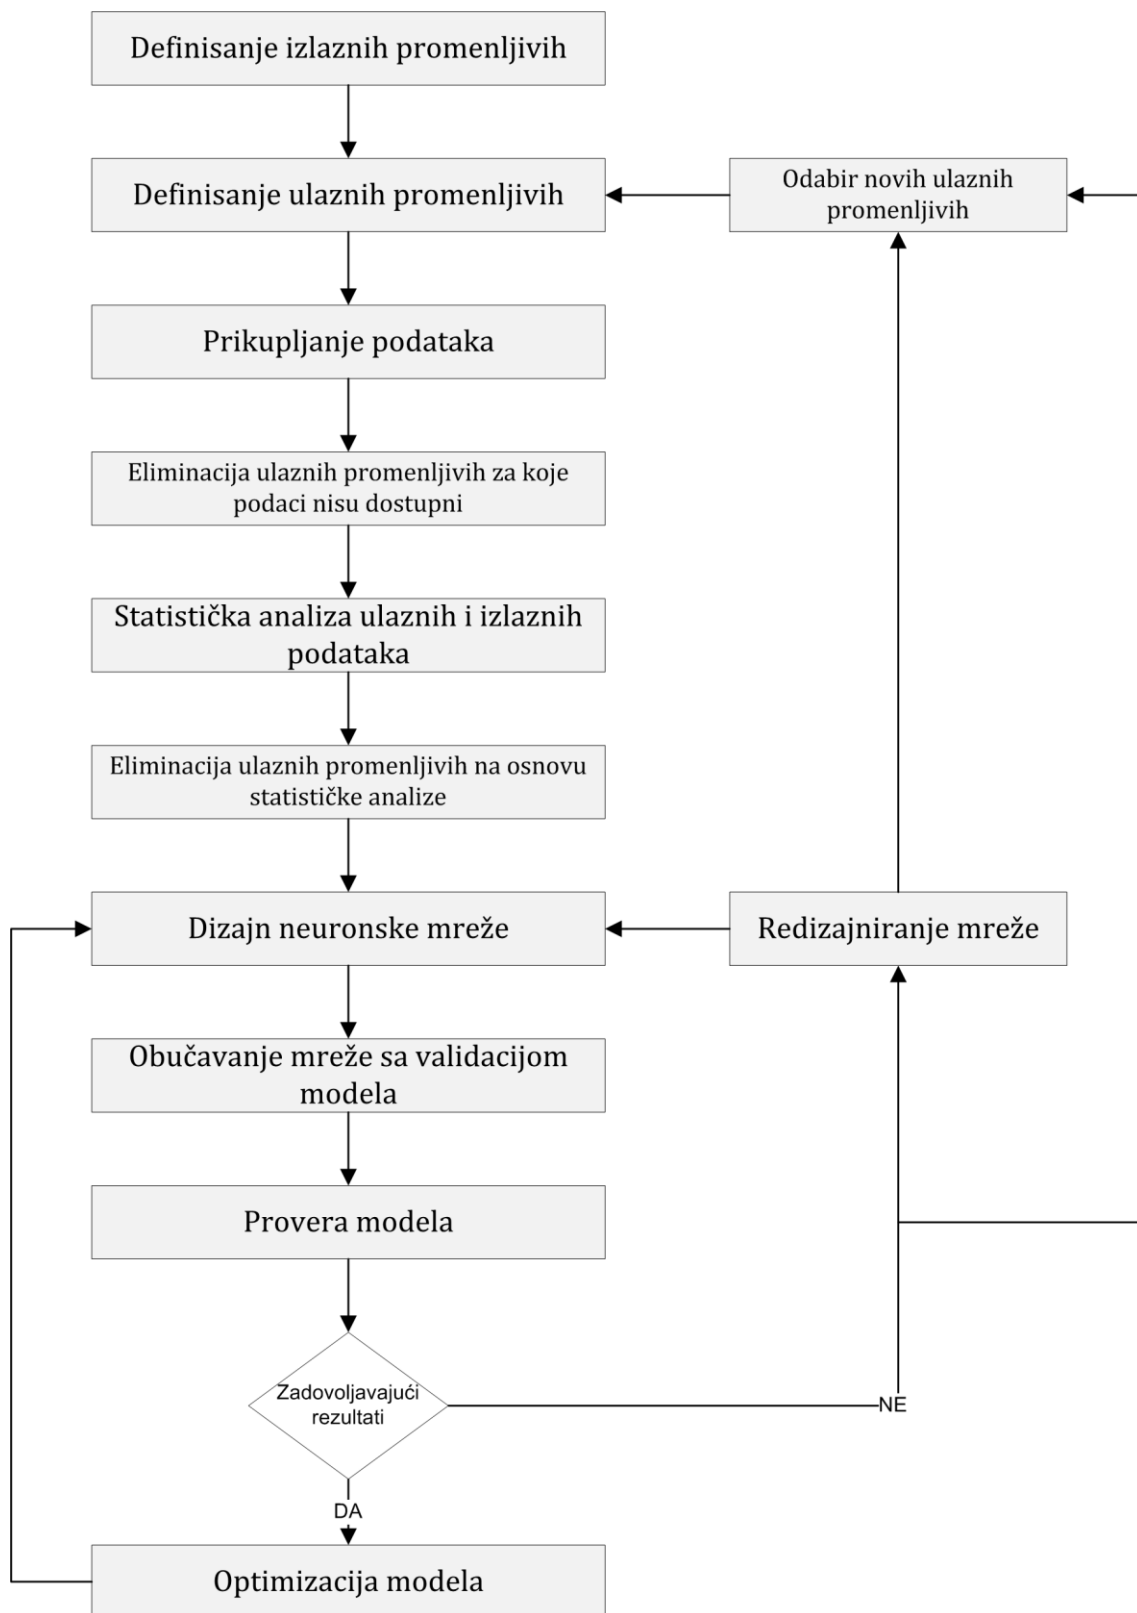 Definisanje izlaznih promenljivih
Definisanje ulaznih promenljivih
Odabir novih ulaznih
promenljivih
Prikupljanje podataka
Eliminacija ulaznih promenljivih za koje
podaci nisu dostupni
Statistička analiza ulaznih i izlaznih
podataka
Eliminacija ulaznih promenljivih na osnovu
statističke analize
Dizajn neuronske mreže
Redizajniranje mreže
Obučavanje mreže sa validacijom
modela
Provera modela
Zadovoljavajući
rezultati
NE
DA
Optimizacija modela